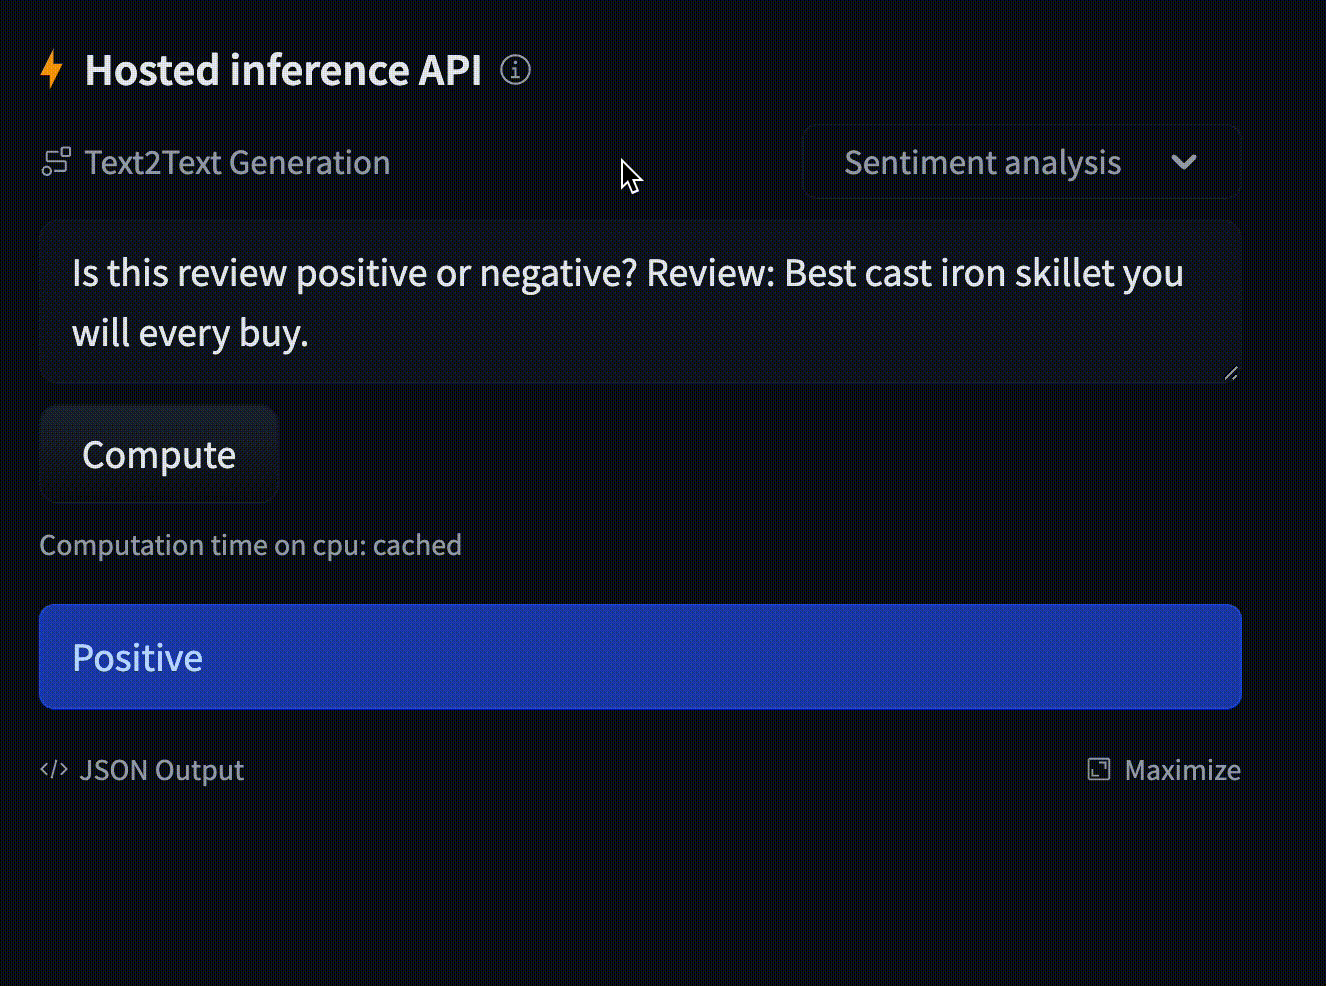 Hosted inference API
Text2Text Generation
Sentiment analysis
Is this review positive or negative? Review: Best cast iron skillet you
will every buy.
Compute
Computation time on cpu: cached
Positive
</> JSON Output
Maximize